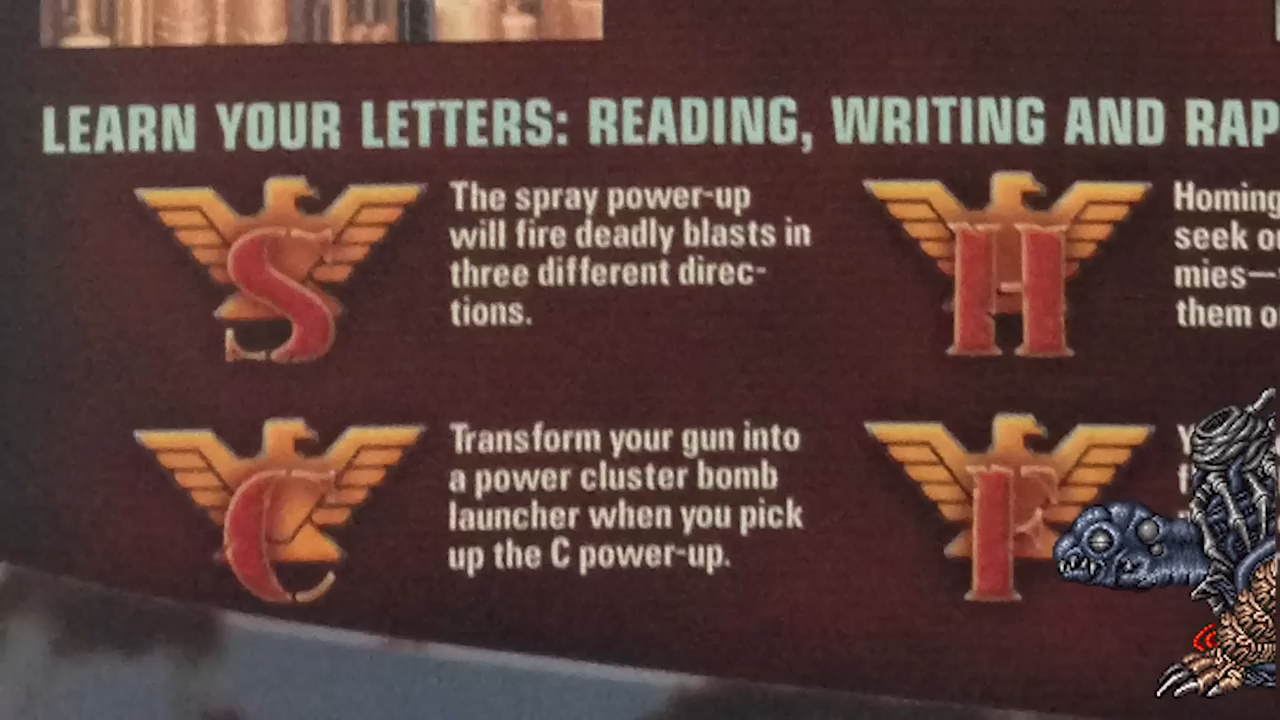 LEARN YOUR LETTERS: READING, WRITING AND RAP
S
The spray power-up
will fire deadly blasts in
three different direc-
tions.
H
Homing
seek
mies—
them
C
Transform your gun into
a power cluster bomb
launcher when you pick
up the C power-up.
F